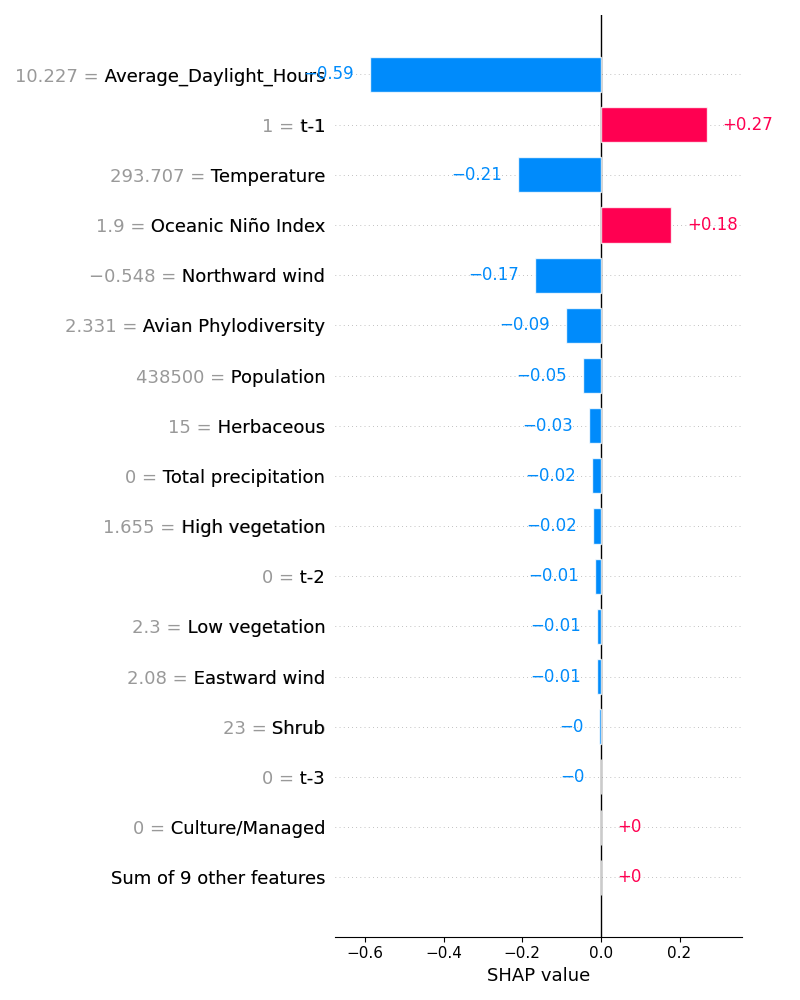 10.227 = Average_Daylight_Hours −0.59
1 = t-1 +0.27
293.707 = Temperature −0.21
1.9 = Oceanic Niño Index +0.18
−0.548 = Northward wind −0.17
2.331 = Avian Phylodiversity −0.09
438500 = Population −0.05
15 = Herbaceous −0.03
0 = Total precipitation −0.02
1.655 = High vegetation −0.02
0 = t-2 −0.01
2.3 = Low vegetation −0.01
2.08 = Eastward wind −0.01
23 = Shrub −0
0 = t-3 −0
0 = Culture/Managed +0
Sum of 9 other features +0
−0.6 −0.4 −0.2 0.0 0.2
SHAP value